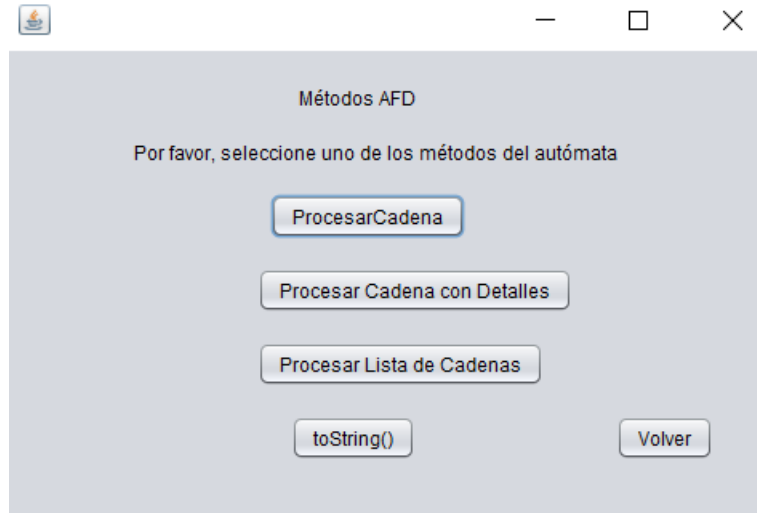 Métodos AFD
Por favor, seleccione uno de los métodos del autómata
ProcesarCadena
Procesar Cadena con Detalles
Procesar Lista de Cadenas
toString()
Volver